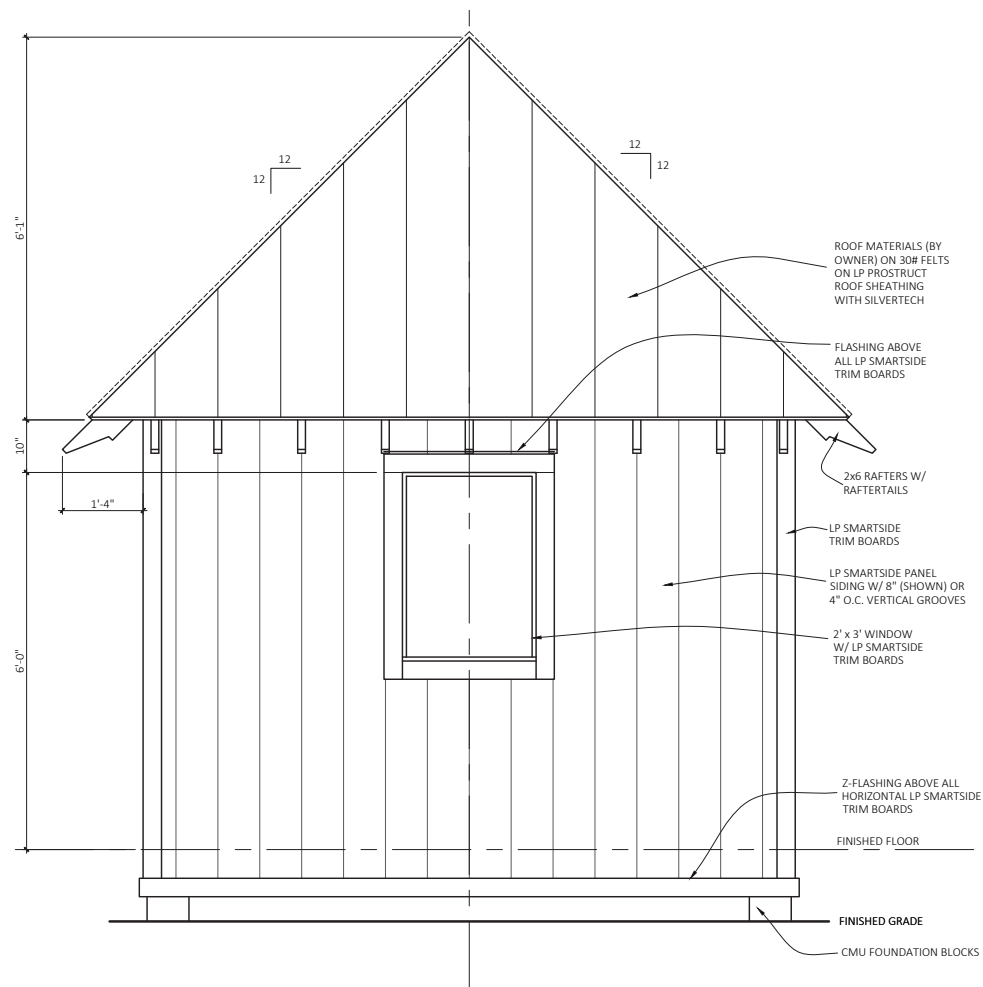 12
12
12
12
6'-1"
ROOF MATERIALS (BY
OWNER) ON 30# FELTS
ON LP PROSTRUCT
ROOF SHEATHING
WITH SILVERTECH
FLASHING ABOVE
ALL LP SMARTSIDE
TRIM BOARDS
10"
1'-4"
2x6 RAFTERS W/
RAFTERTAILS
LP SMARTSIDE
TRIM BOARDS
LP SMARTSIDE PANEL
SIDING W/ 8" (SHOWN) OR
4" O.C. VERTICAL GROOVES
2' x 3' WINDOW
W/ LP SMARTSIDE
TRIM BOARDS
6'-0"
Z-FLASHING ABOVE ALL
HORIZONTAL LP SMARTSIDE
TRIM BOARDS
FINISHED FLOOR
FINISHED GRADE
CMU FOUNDATION BLOCKS